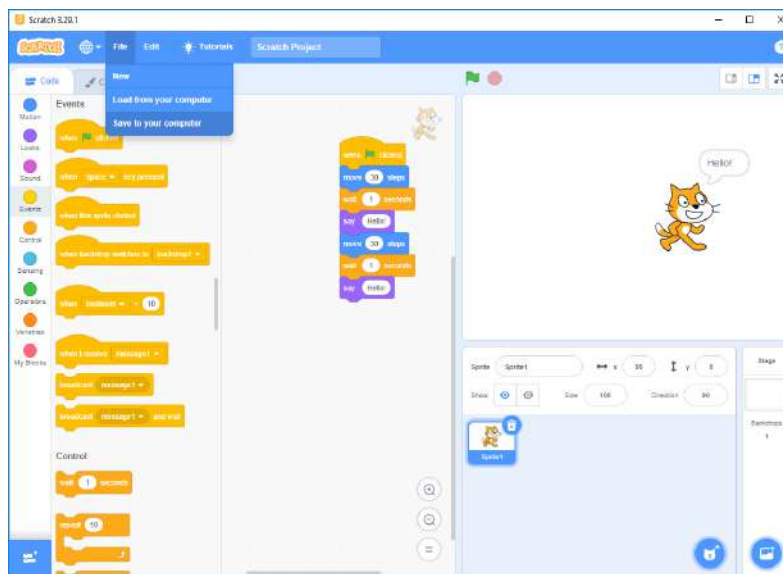 Scratch 3.29.1
SCRATCH File Edit Tutorials Scratch Project
New
Load from your computer
Save to your computer
Code
Motion
Looks
Sound
Events
Control
Sensing
Operators
Variables
My Blocks
Events
when clicked
when space key pressed
when this sprite clicked
when backdrop switches to backdrop1
when loudness > 10
when I receive message1
broadcast message1
broadcast message1 and wait
Control
wait 1 seconds
repeat 10
when clicked
move 30 steps
wait 1 seconds
say Hello!
move 30 steps
wait 1 seconds
say Hello!
Hello!
Sprite Sprite1 x y
Show Size 100 Direction 90
Sprite1
Stage
Backdrops
1